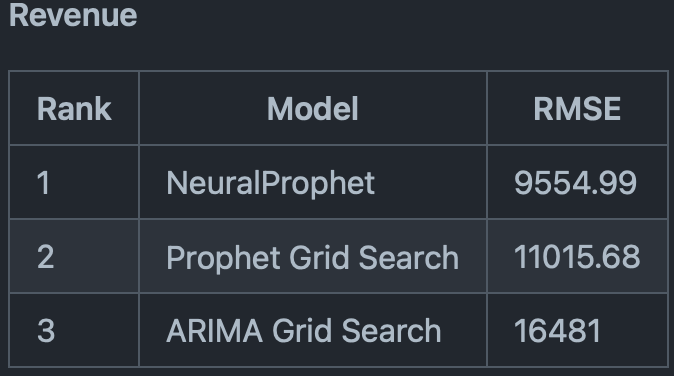 Revenue
Rank Model RMSE
1 NeuralProphet 9554.99
2 Prophet Grid Search 11015.68
3 ARIMA Grid Search 16481